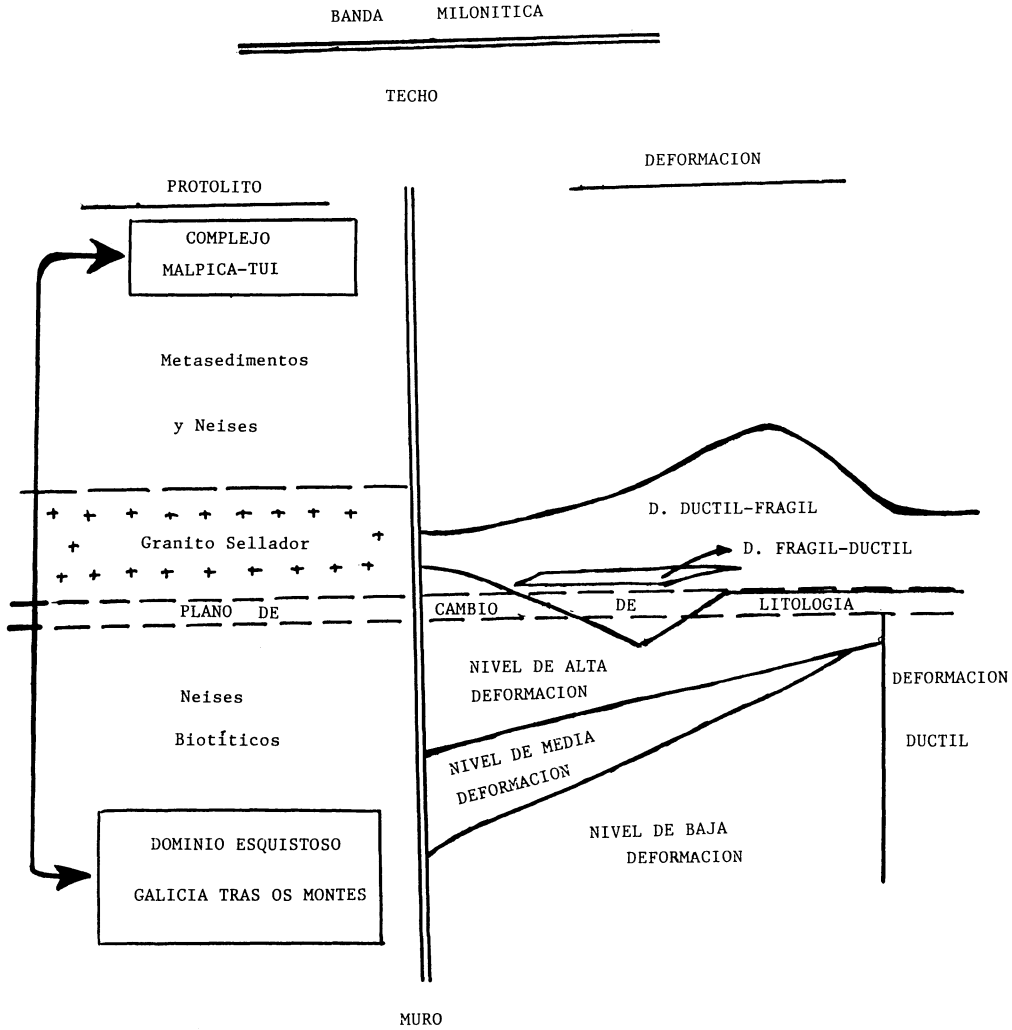 BANDA MILONITICA
TECHO
DEFORMACION
PROTOLITO
COMPLEJO
MALPICA-TUI
Metasedimentos
y Neises
D. DUCTIL-FRAGIL
Granito Sellador
D. FRAGIL-DUCTIL
PLANO DE CAMBIO DE LITOLOGIA
NIVEL DE ALTA
DEFORMACION
DEFORMACION
DUCTIL
Neises
Biotíticos
NIVEL DE MEDIA
DEFORMACION
NIVEL DE BAJA
DEFORMACION
DOMINIO ESQUISTOSO
GALICIA TRAS OS MONTES
MURO